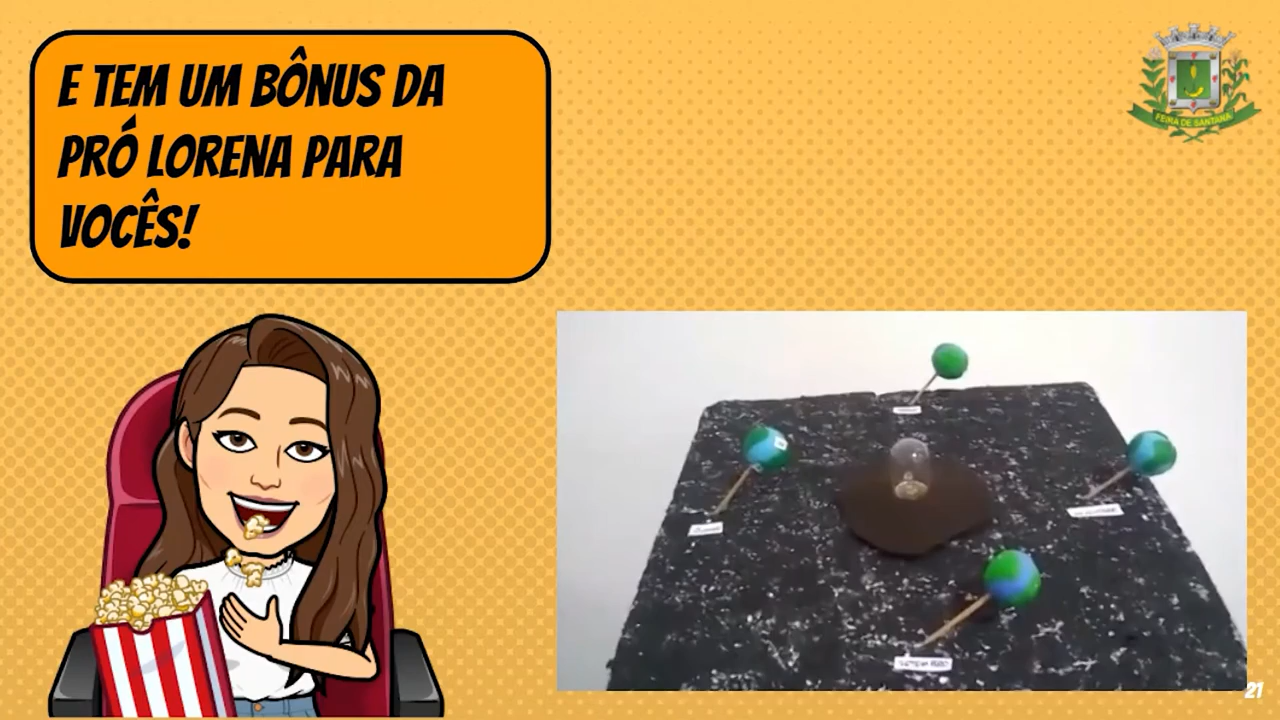 E TEM UM BÔNUS DA
PRÓ LORENA PARA
VOCÊS!
FEIRA DE SANTANA
21